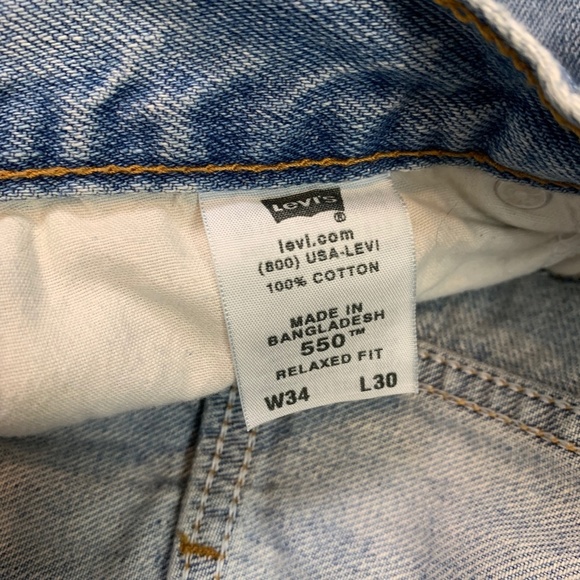 Levi's ®
levi.com
(800) USA-LEVI
100% COTTON
MADE IN
BANGLADESH
550™
RELAXED FIT
W34 L30